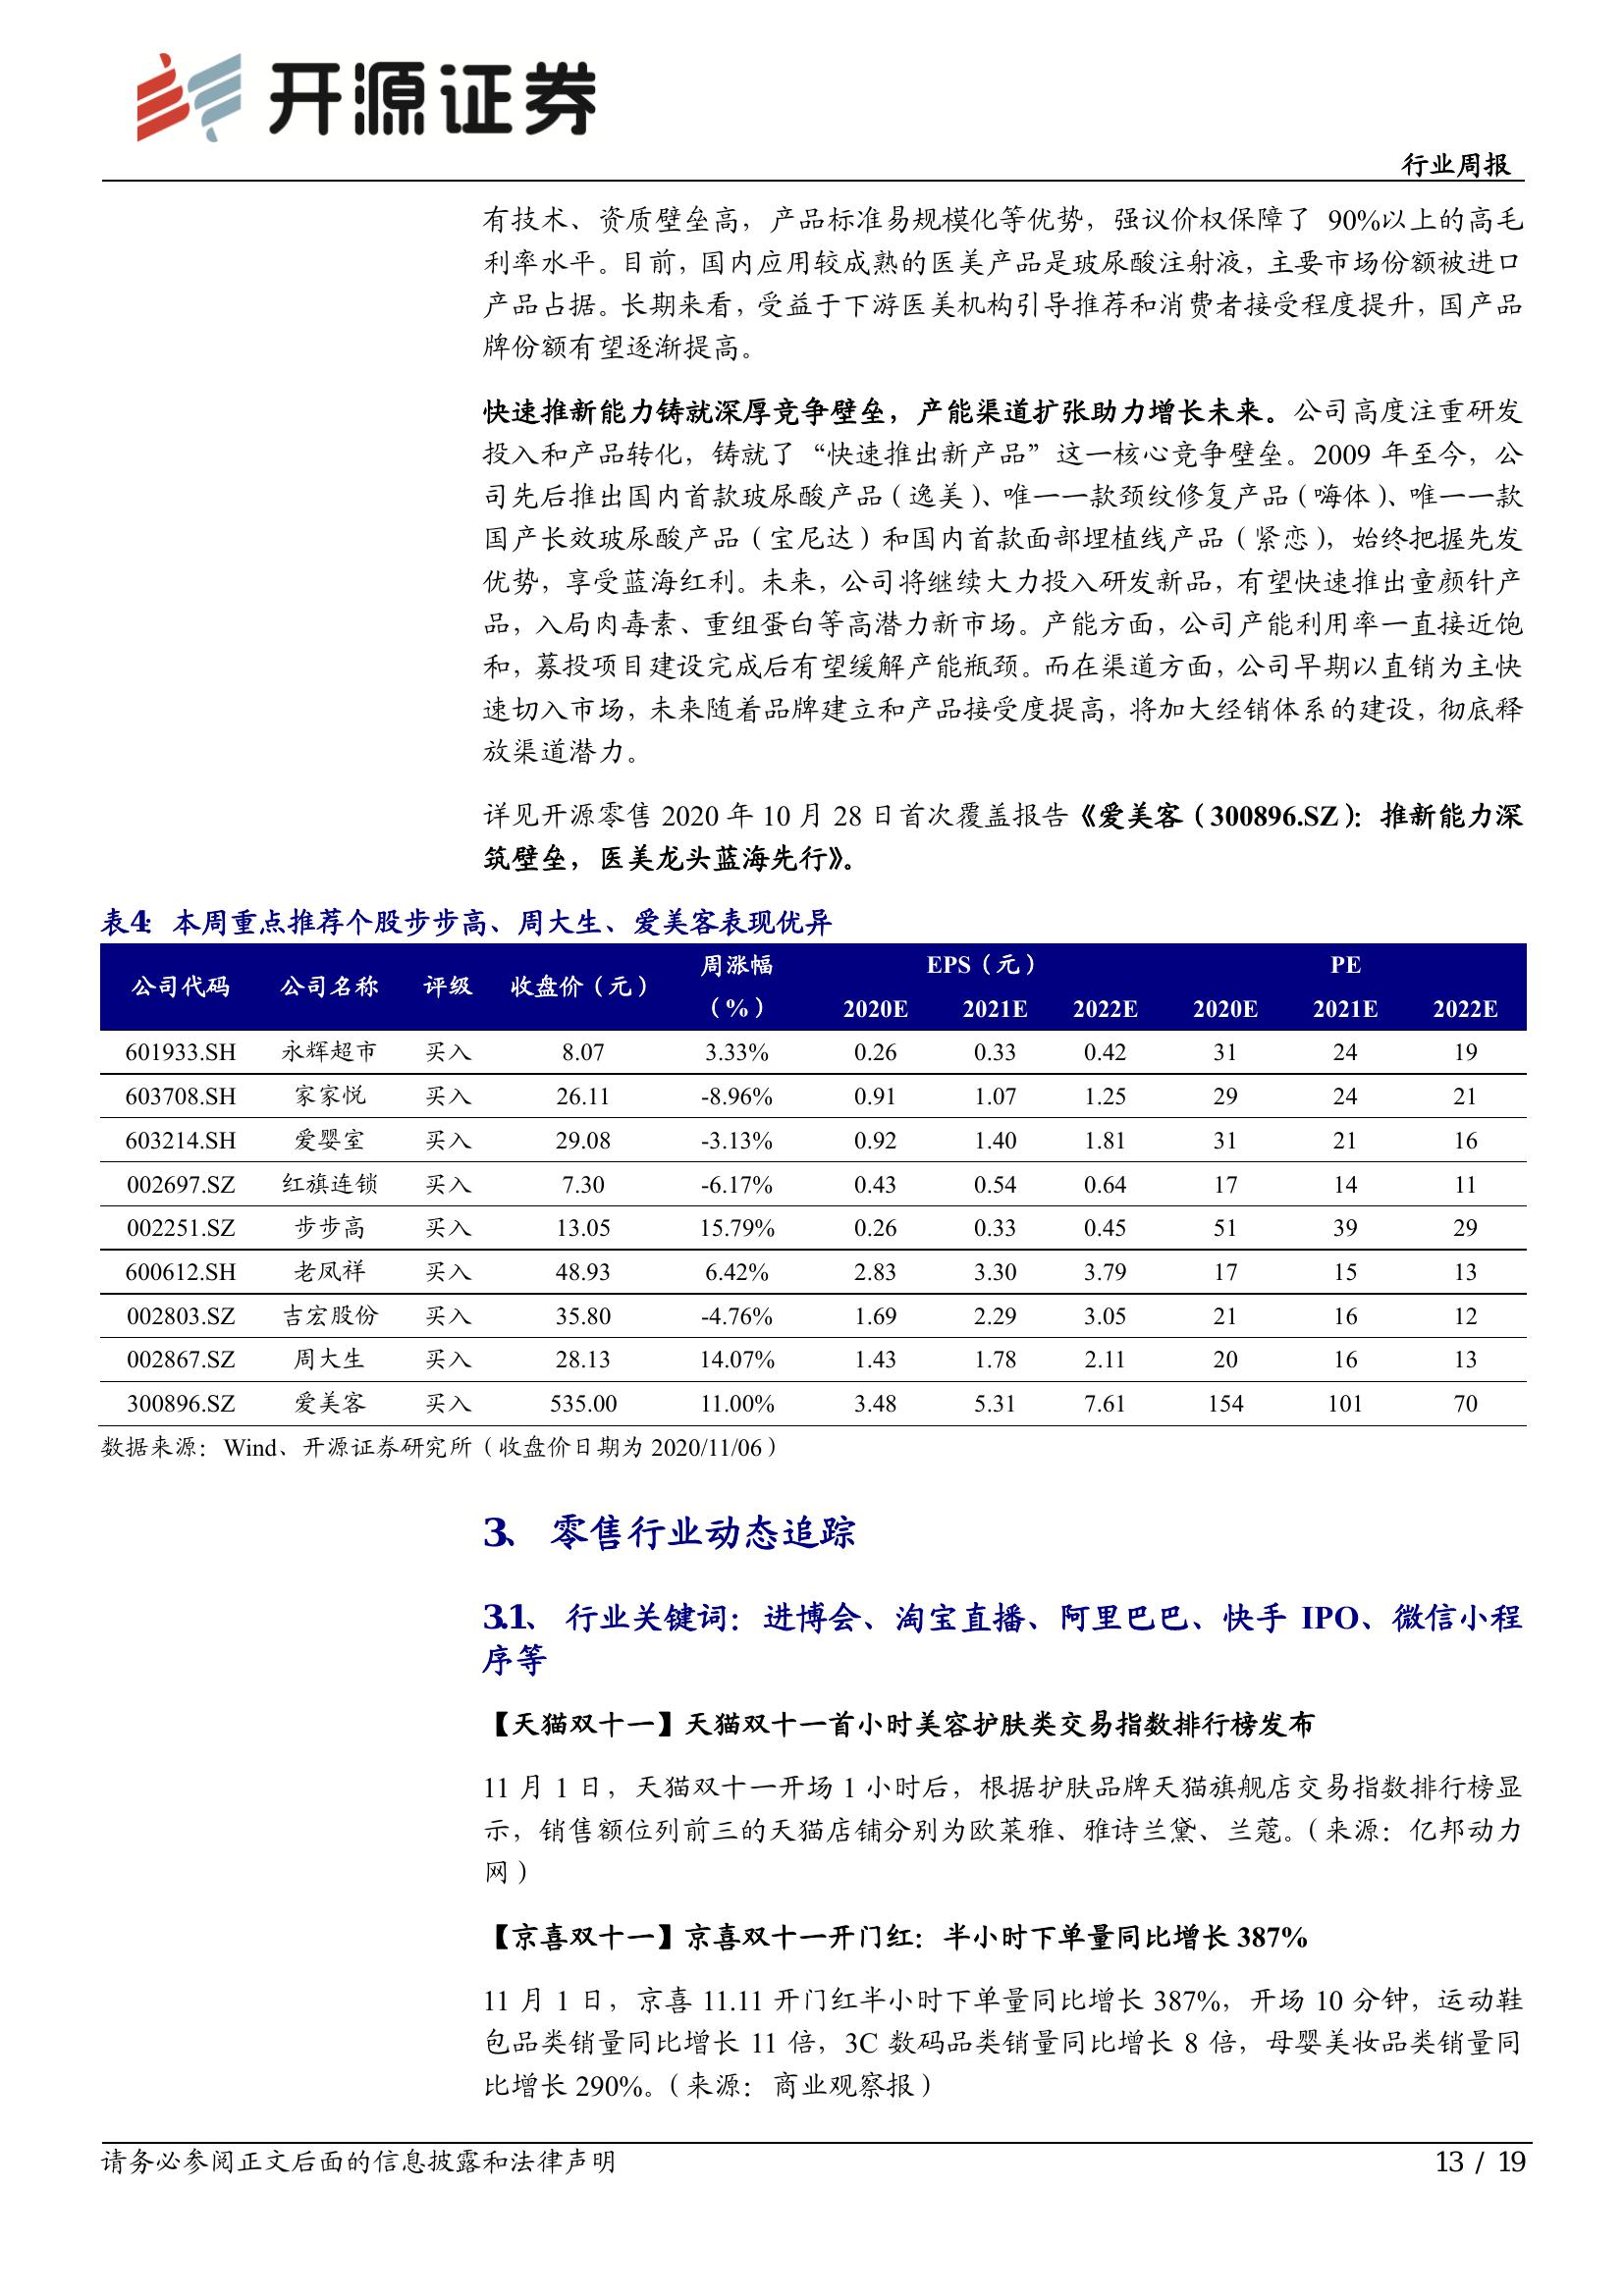 开源证券
行业周报
有技术、资质壁垒高，产品标准易规模化等优势，强议价权保障了 90%以上的高毛
利率水平。目前，国内应用较成熟的医美产品是玻尿酸注射液，主要市场份额被进口
产品占据。长期来看，受益于下游医美机构引导推荐和消费者接受程度提升，国产品
牌份额有望逐渐提高。
快速推新能力铸就深厚竞争壁垒，产能渠道扩张助力增长未来。公司高度注重研发
投入和产品转化，铸就了“快速推出新产品”这一核心竞争壁垒。2009 年至今，公
司先后推出国内首款玻尿酸产品（逸美）、唯一一款颈纹修复产品（嗨体）、唯一一款
国产长效玻尿酸产品（宝尼达）和国内首款面部埋植线产品（紧恋），始终把握先发
优势，享受蓝海红利。未来，公司将继续大力投入研发新品，有望快速推出童颜针产
品，入局肉毒素、重组蛋白等高潜力新市场。产能方面，公司产能利用率一直接近饱
和，募投项目建设完成后有望缓解产能瓶颈。而在渠道方面，公司早期以直销为主快
速切入市场，未来随着品牌建立和产品接受度提高，将加大经销体系的建设，彻底释
放渠道潜力。
详见开源零售 2020 年 10 月 28 日首次覆盖报告《爱美客（300896.SZ）：推新能力深
筑壁垒，医美龙头蓝海先行》。
表4：本周重点推荐个股步步高、周大生、爱美客表现优异
公司代码 公司名称 评级 收盘价（元） 周涨幅（%） EPS（元） PE
2020E 2021E 2022E 2020E 2021E 2022E
601933.SH 永辉超市 买入 8.07 3.33% 0.26 0.33 0.42 31 24 19
603708.SH 家家悦 买入 26.11 -8.96% 0.91 1.07 1.25 29 24 21
603214.SH 爱婴室 买入 29.08 -3.13% 0.92 1.40 1.81 31 21 16
002697.SZ 红旗连锁 买入 7.30 -6.17% 0.43 0.54 0.64 17 14 11
002251.SZ 步步高 买入 13.05 15.79% 0.26 0.33 0.45 51 39 29
600612.SH 老凤祥 买入 48.93 6.42% 2.83 3.30 3.79 17 15 13
002803.SZ 吉宏股份 买入 35.80 -4.76% 1.69 2.29 3.05 21 16 12
002867.SZ 周大生 买入 28.13 14.07% 1.43 1.78 2.11 20 16 13
300896.SZ 爱美客 买入 535.00 11.00% 3.48 5.31 7.61 154 101 70
数据来源：Wind、开源证券研究所（收盘价日期为 2020/11/06）
3、 零售行业动态追踪
3.1、 行业关键词：进博会、淘宝直播、阿里巴巴、快手 IPO、微信小程
序等
【天猫双十一】天猫双十一首小时美容护肤类交易指数排行榜发布
11 月 1 日，天猫双十一开场 1 小时后，根据护肤品牌天猫旗舰店交易指数排行榜显
示，销售额位列前三的天猫店铺分别为欧莱雅、雅诗兰黛、兰蔻。（来源：亿邦动力
网）
【京喜双十一】京喜双十一开门红：半小时下单量同比增长 387%
11 月 1 日，京喜 11.11 开门红半小时下单量同比增长 387%，开场 10 分钟，运动鞋
包品类销量同比增长 11 倍，3C 数码品类销量同比增长 8 倍，母婴美妆品类销量同
比增长 290%。（来源：商业观察报）
请务必参阅正文后面的信息披露和法律声明
13 / 19